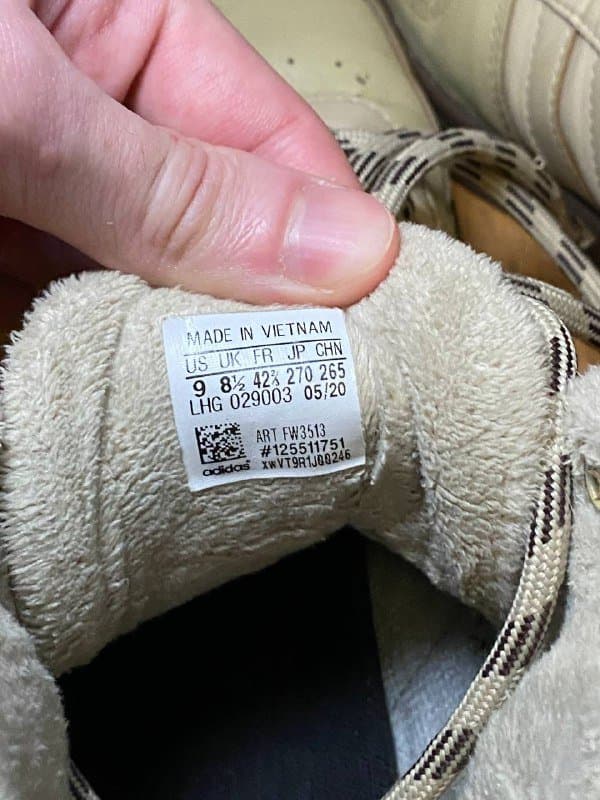 MADE IN VIETNAM
US UK FR JP CHN
9 8½ 42⅔ 270 265
LHG 029003 05/20
ART FW3513
#125511751
adidas XWVT9R1J00246